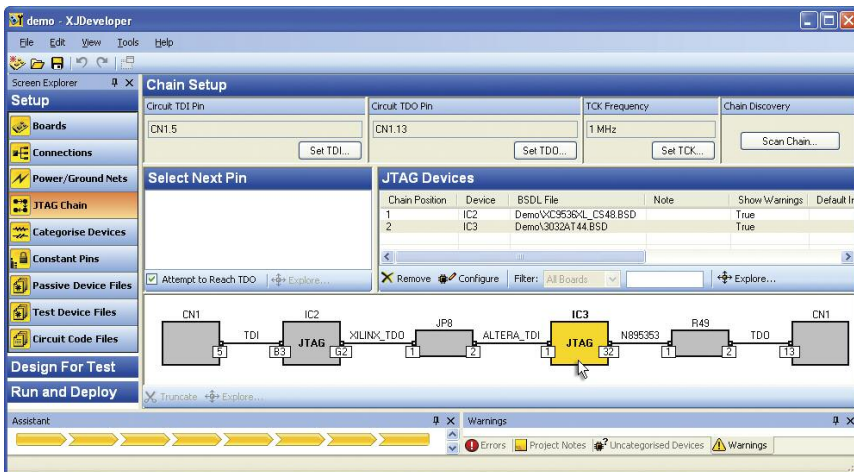 demo - XJDeveloper
File Edit View Tools Help
Screen Explorer
Setup
Boards
Connections
Power/Ground Nets
JTAG Chain
Categorise Devices
Constant Pins
Passive Device Files
Test Device Files
Circuit Code Files
Design For Test
Run and Deploy
Chain Setup
Circuit TDI Pin
CN1.5
Set TDI...
Circuit TDO Pin
CN1.13
Set TDO...
TCK Frequency
1 MHz
Set TCK...
Chain Discovery
Scan Chain...
Select Next Pin
Attempt to Reach TDO Explore...
JTAG Devices
Chain Position Device BSDL File Note Show Warnings Default In
1 IC2 Demo\XC9536XL_CS48.BSD True
2 IC3 Demo\3032AT44.BSD True
Remove Configure Filter: All Boards Explore...
CN1 IC2 JP8 IC3 R49 CN1
TDI XILINX_TDO ALTERA_TDI N895353 TDO
JTAG JTAG
5 B3 G2 1 2 1 32 1 2 13
Truncate Explore...
Assistant
Warnings
Errors Project Notes Uncategorised Devices Warnings